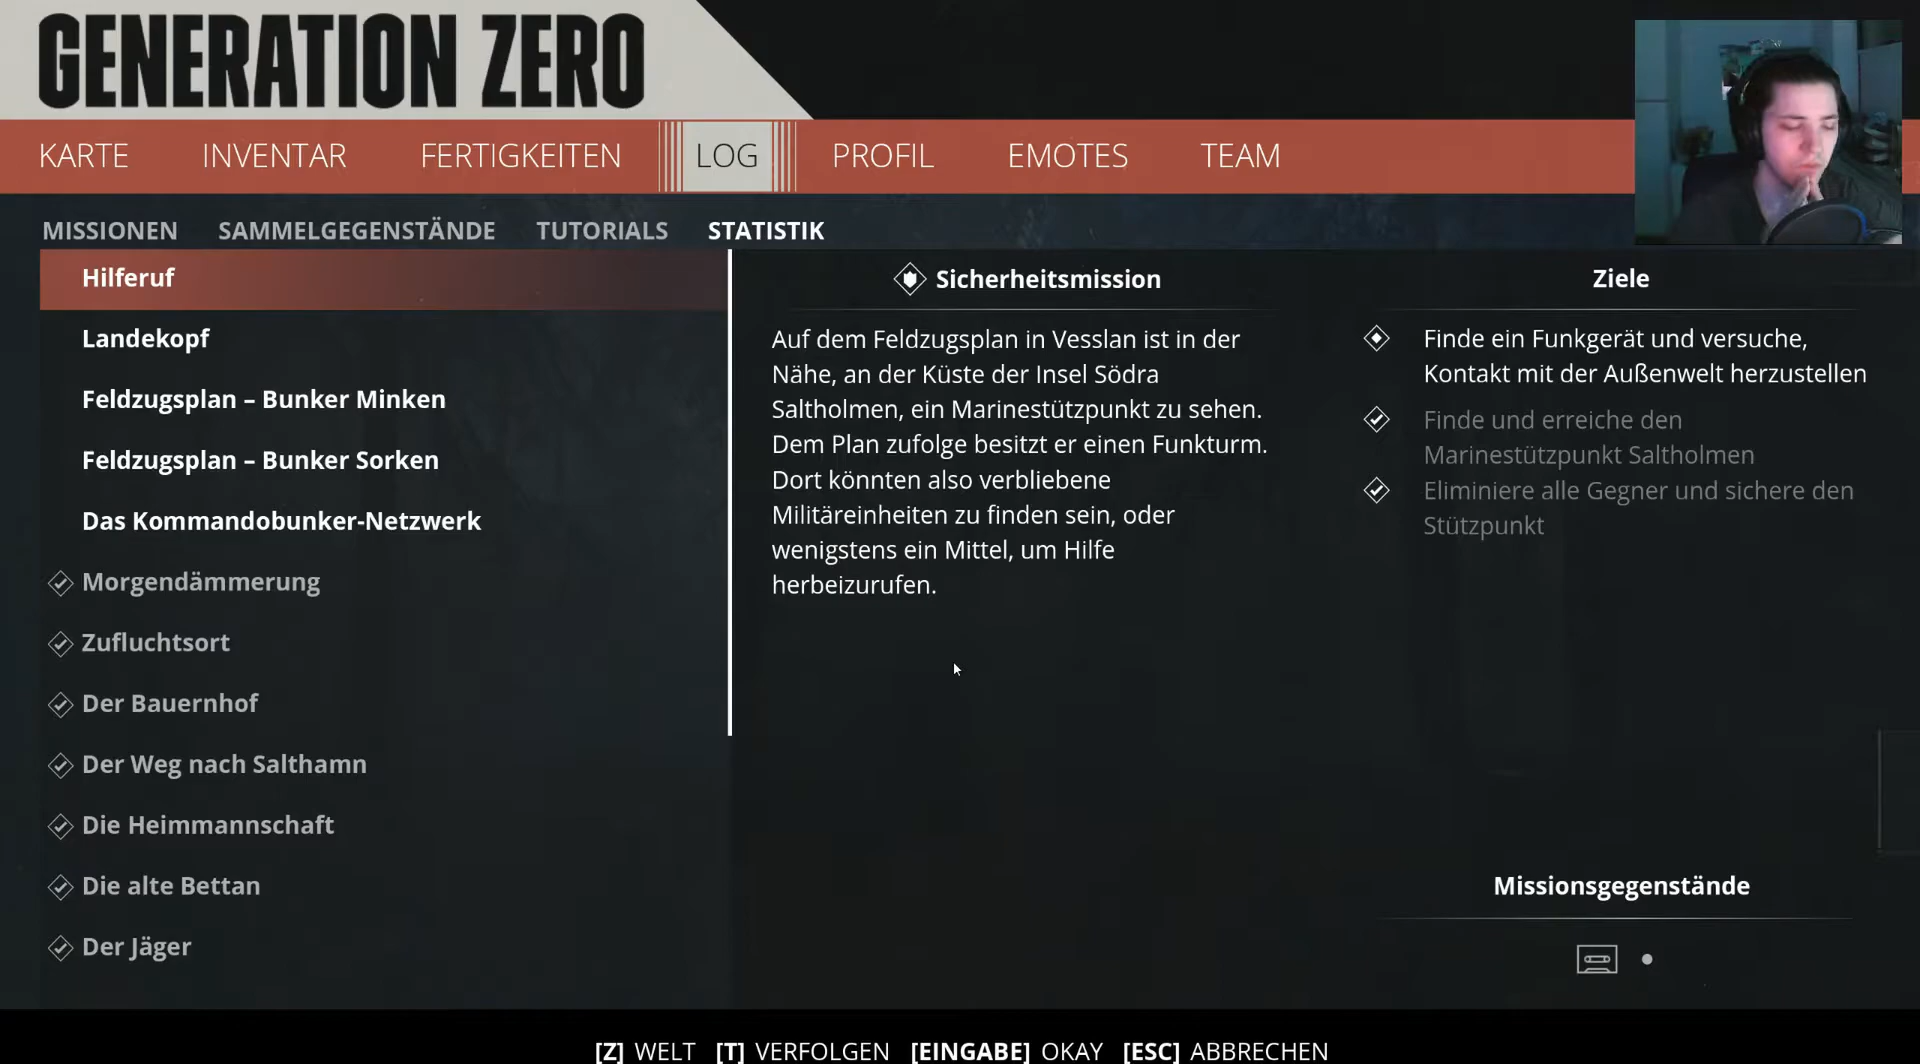 GENERATION ZERO
KARTE INVENTAR FERTIGKEITEN LOG PROFIL EMOTES TEAM
MISSIONEN SAMMELGEGENSTÄNDE TUTORIALS STATISTIK
Hilferuf
Landekopf
Feldzugsplan – Bunker Minken
Feldzugsplan – Bunker Sorken
Das Kommandobunker-Netzwerk
Morgendämmerung
Zufluchtsort
Der Bauernhof
Der Weg nach Salthamn
Die Heimmannschaft
Die alte Bettan
Der Jäger
Sicherheitsmission
Auf dem Feldzugsplan in Vesslan ist in der
Nähe, an der Küste der Insel Södra
Saltholmen, ein Marinestützpunkt zu sehen.
Dem Plan zufolge besitzt er einen Funkturm.
Dort könnten also verbliebene
Militäreinheiten zu finden sein, oder
wenigstens ein Mittel, um Hilfe
herbeizurufen.
Ziele
Finde ein Funkgerät und versuche,
Kontakt mit der Außenwelt herzustellen
Finde und erreiche den
Marinestützpunkt Saltholmen
Eliminiere alle Gegner und sichere den
Stützpunkt
Missionsgegenstände
[Z] WELT [T] VERFOLGEN [EINGABE] OKAY [ESC] ABBRECHEN